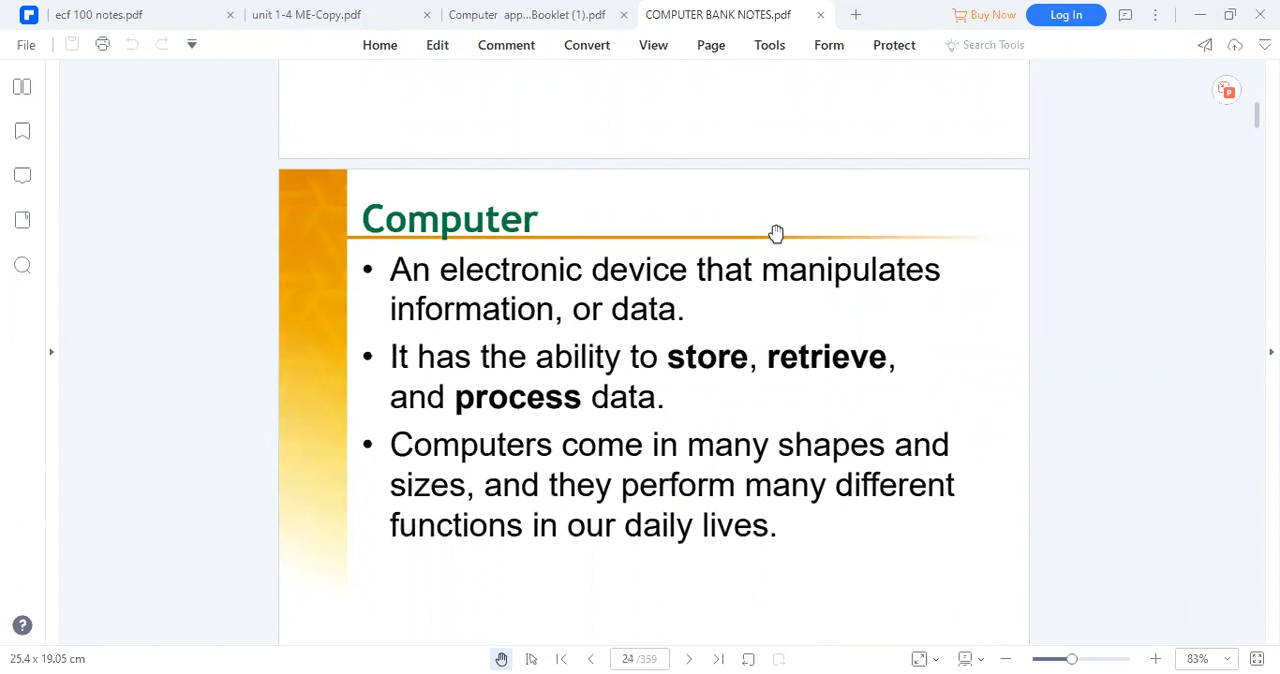 ecf 100 notes.pdf
unit 1-4 ME-Copy.pdf
Computer app...Booklet (1).pdf
COMPUTER BANK NOTES.pdf
Buy Now
Log In
File
Home
Edit
Comment
Convert
View
Page
Tools
Form
Protect
Search Tools
Computer
• An electronic device that manipulates
information, or data.
• It has the ability to store, retrieve,
and process data.
• Computers come in many shapes and
sizes, and they perform many different
functions in our daily lives.
25.4 x 19.05 cm
24 /359
83%